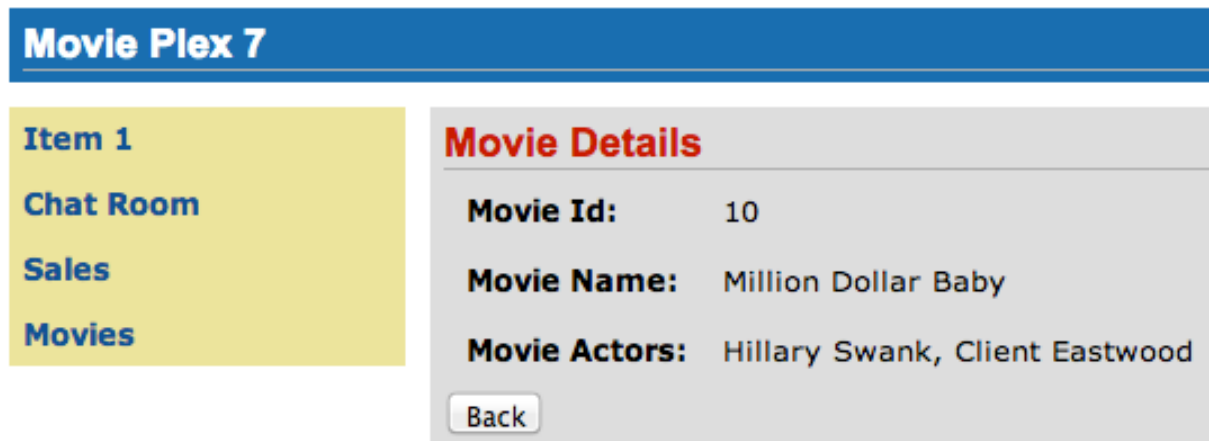 Movie Plex 7
Item 1
Chat Room
Sales
Movies
Movie Details
Movie Id: 10
Movie Name: Million Dollar Baby
Movie Actors: Hillary Swank, Client Eastwood
Back